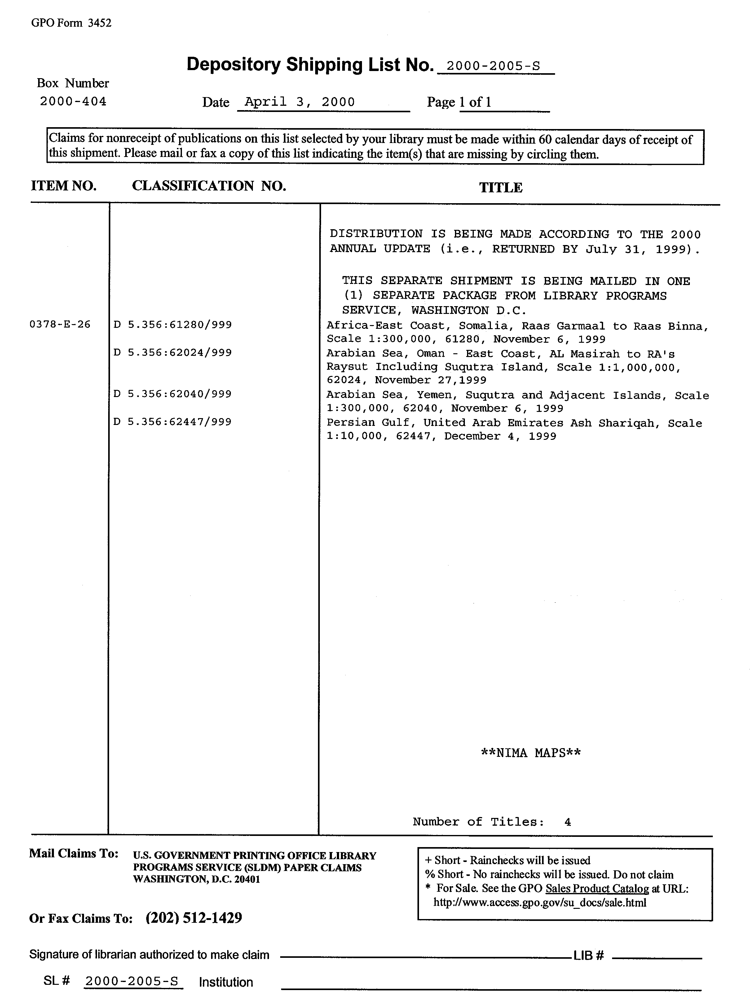 GPO Form 3452
Depository Shipping List No. 2000-2005-S
Box Number
2000-404
Date April 3, 2000
Page 1 of 1
Claims for nonreceipt of publications on this list selected by your library must be made within 60 calendar days of receipt of
this shipment. Please mail or fax a copy of this list indicating the item(s) that are missing by circling them.
ITEM NO. CLASSIFICATION NO. TITLE
DISTRIBUTION IS BEING MADE ACCORDING TO THE 2000
ANNUAL UPDATE (i.e., RETURNED BY July 31, 1999).
THIS SEPARATE SHIPMENT IS BEING MAILED IN ONE
(1) SEPARATE PACKAGE FROM LIBRARY PROGRAMS
SERVICE, WASHINGTON D.C.
0378-E-26 D 5.356:61280/999 Africa-East Coast, Somalia, Raas Garmaal to Raas Binna,
Scale 1:300,000, 61280, November 6, 1999
D 5.356:62024/999 Arabian Sea, Oman - East Coast, AL Masirah to RA's
Raysut Including Suqutra Island, Scale 1:1,000,000,
62024, November 27,1999
D 5.356:62040/999 Arabian Sea, Yemen, Suqutra and Adjacent Islands, Scale
1:300,000, 62040, November 6, 1999
D 5.356:62447/999 Persian Gulf, United Arab Emirates Ash Shariqah, Scale
1:10,000, 62447, December 4, 1999
**NIMA MAPS**
Number of Titles: 4
Mail Claims To: U.S. GOVERNMENT PRINTING OFFICE LIBRARY
PROGRAMS SERVICE (SLDM) PAPER CLAIMS
WASHINGTON, D.C. 20401
Or Fax Claims To: (202) 512-1429
+ Short - Rainchecks will be issued
% Short - No rainchecks will be issued. Do not claim
* For Sale. See the GPO Sales Product Catalog at URL:
http://www.access.gpo.gov/su_docs/sale.html
Signature of librarian authorized to make claim LIB #
SL # 2000-2005-S Institution